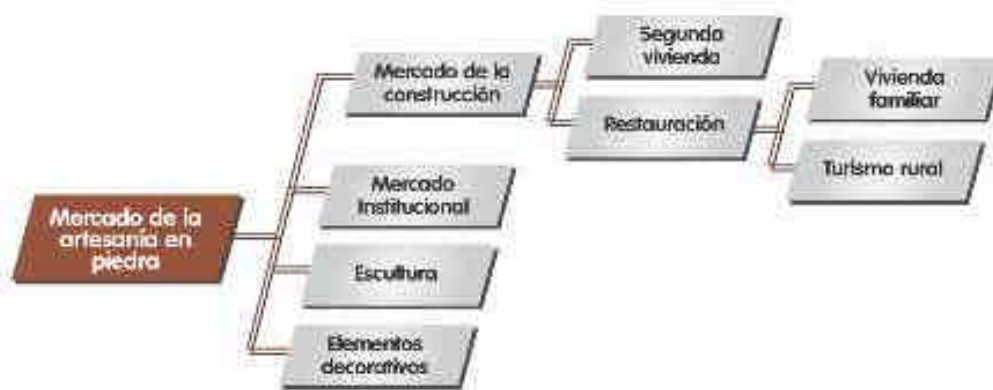 Mercado de la
artesanía en
piedra
Mercado de la
construcción
Segunda
vivienda
Restauración
Vivienda
familiar
Turismo rural
Mercado
Institucional
Escultura
Elementos
decorativos